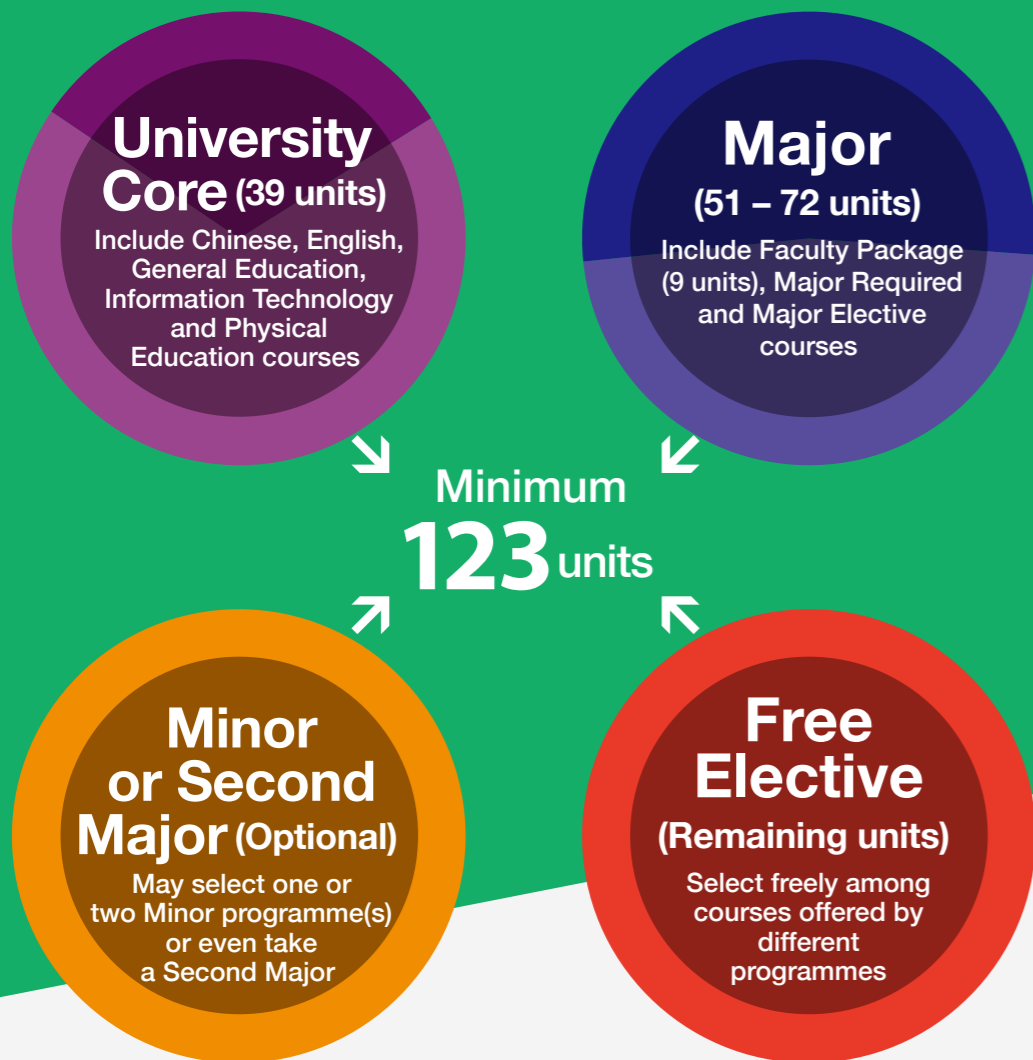 University
Core (39 units)
Include Chinese, English,
General Education,
Information Technology
and Physical
Education courses
Major
(51 – 72 units)
Include Faculty Package
(9 units), Major Required
and Major Elective
courses
Minimum
123 units
Minor
or Second
Major (Optional)
May select one or
two Minor programme(s)
or even take
a Second Major
Free
Elective
(Remaining units)
Select freely among
courses offered by
different
programmes